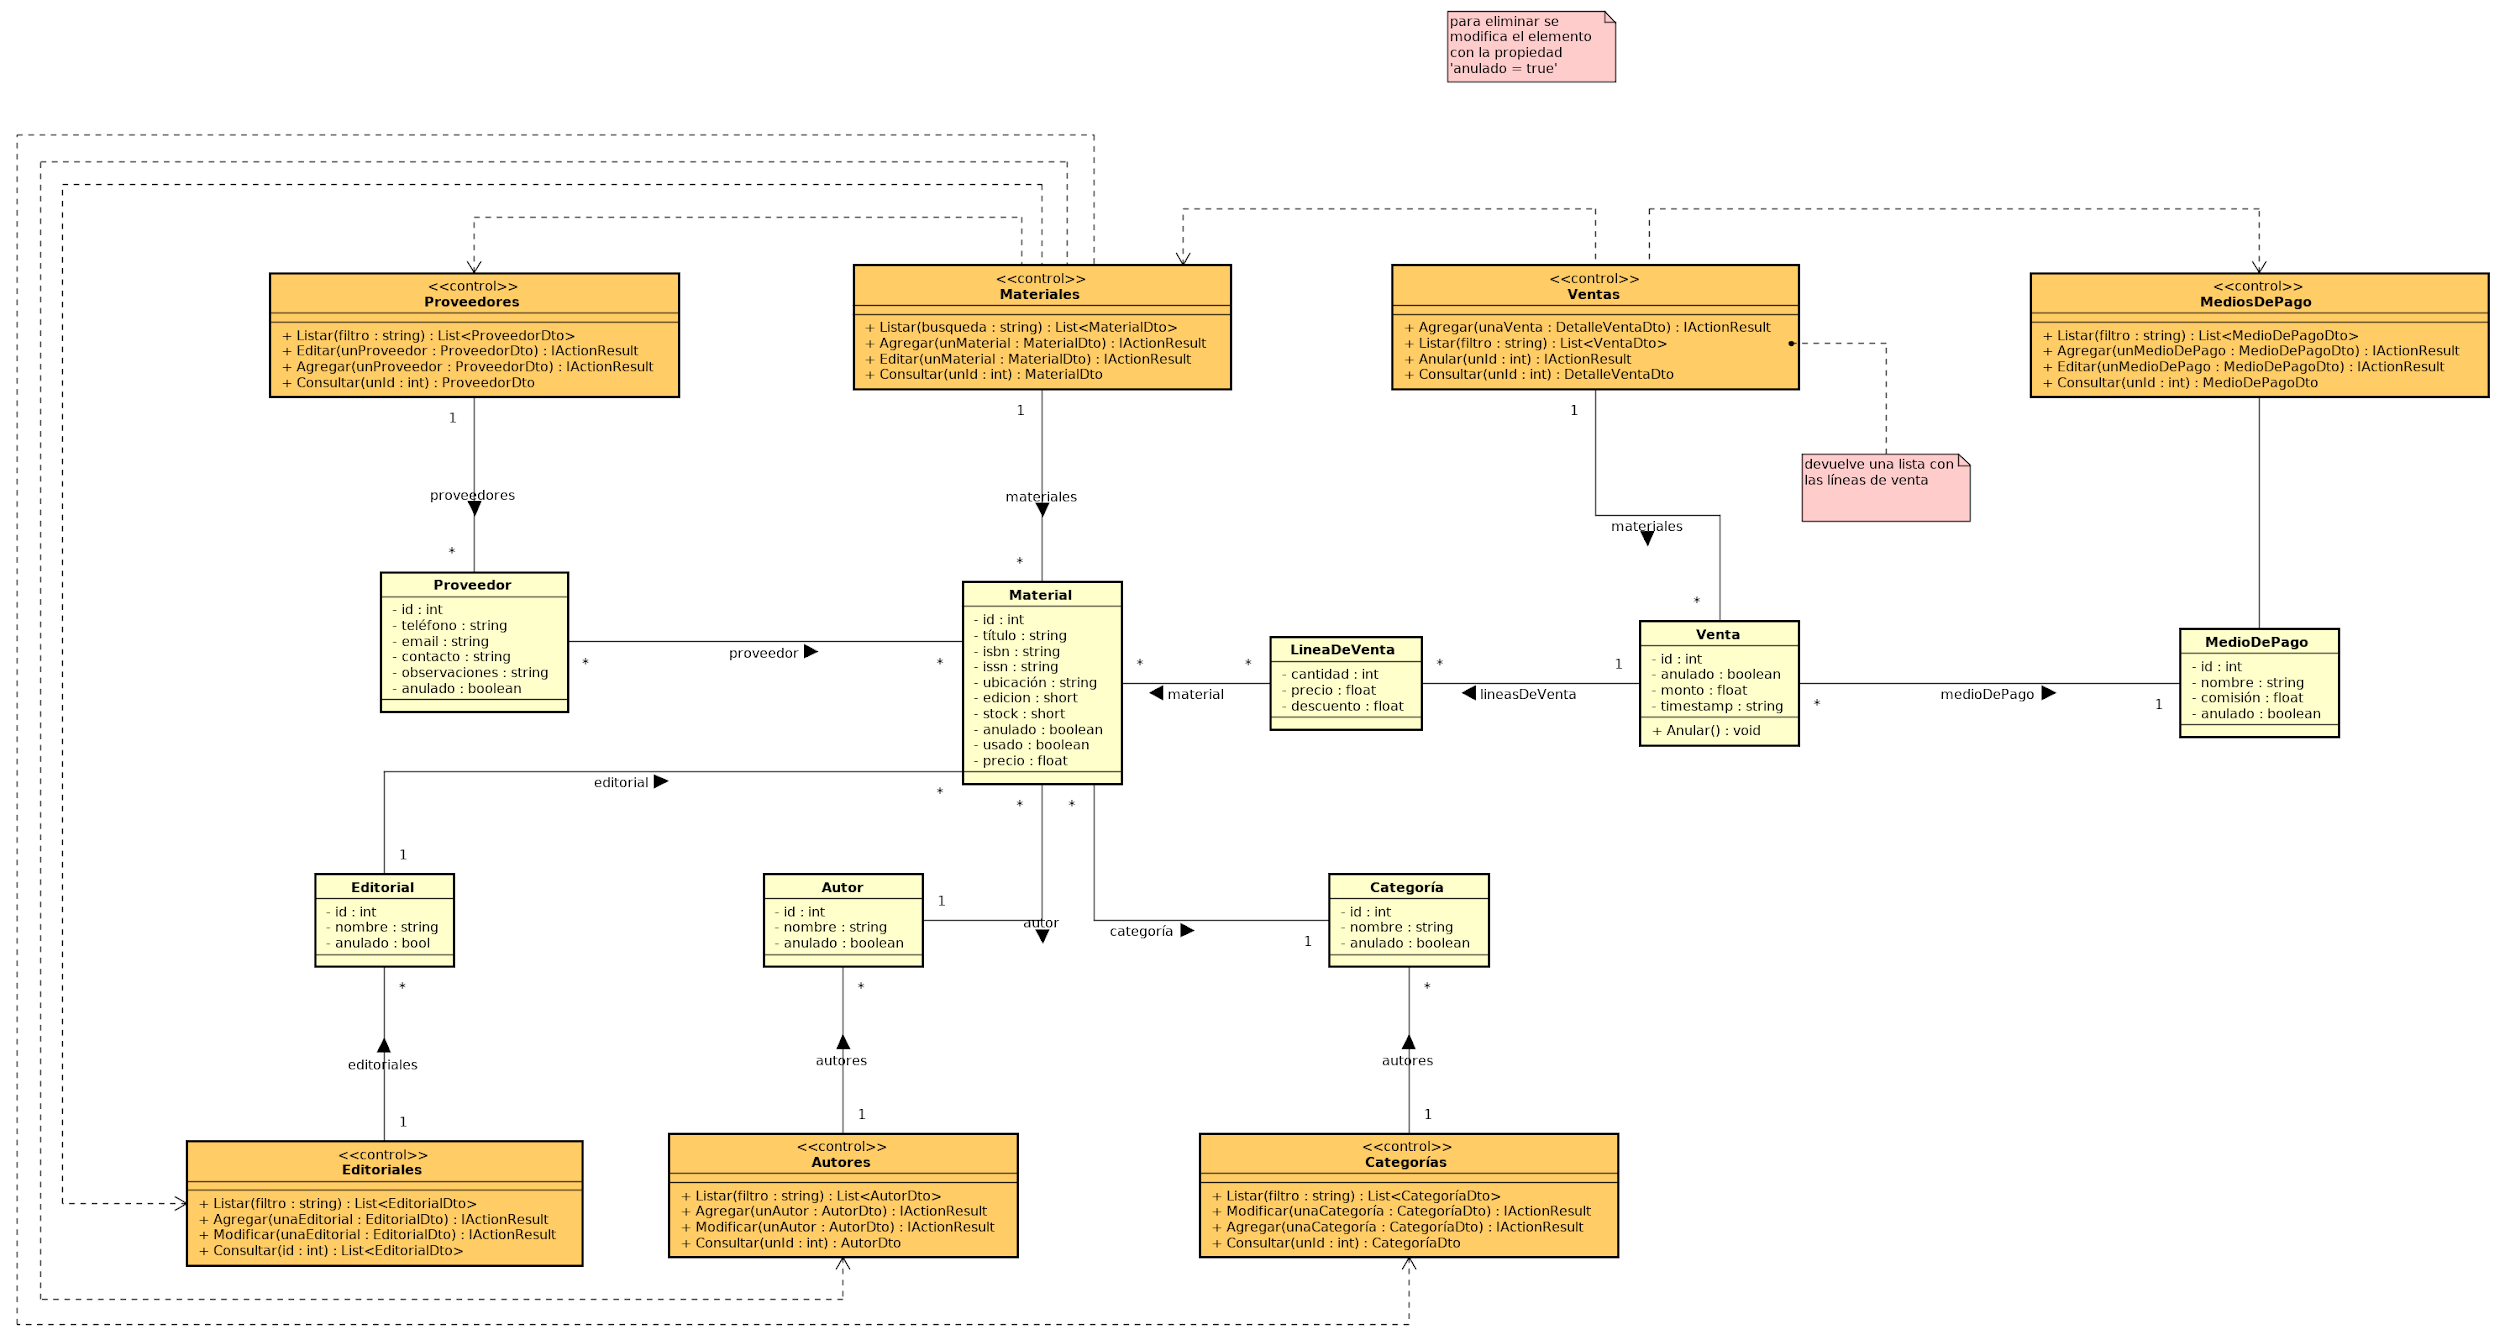 para eliminar se
modifica el elemento
con la propiedad
'anulado = true'
<<control>>
Proveedores
+ Listar(filtro : string) : List<ProveedorDto>
+ Editar(unProveedor : ProveedorDto) : IActionResult
+ Agregar(unProveedor : ProveedorDto) : IActionResult
+ Consultar(unId : int) : ProveedorDto
<<control>>
Materiales
+ Listar(busqueda : string) : List<MaterialDto>
+ Agregar(unMaterial : MaterialDto) : IActionResult
+ Editar(unMaterial : MaterialDto) : IActionResult
+ Consultar(unId : int) : MaterialDto
<<control>>
Ventas
+ Agregar(unaVenta : DetalleVentaDto) : IActionResult
+ Listar(filtro : string) : List<VentaDto>
+ Anular(unId : int) : IActionResult
+ Consultar(unId : int) : DetalleVentaDto
<<control>>
MediosDePago
+ Listar(filtro : string) : List<MedioDePagoDto>
+ Agregar(unMedioDePago : MedioDePagoDto) : IActionResult
+ Editar(unMedioDePago : MedioDePagoDto) : IActionResult
+ Consultar(unId : int) : MedioDePagoDto
1
proveedores
*
1
materiales
*
1
materiales
*
devuelve una lista con
las líneas de venta
Proveedor
- id : int
- teléfono : string
- email : string
- contacto : string
- observaciones : string
- anulado : boolean
*
proveedor
*
Material
- id : int
- título : string
- isbn : string
- issn : string
- ubicación : string
- edicion : short
- stock : short
- anulado : boolean
- usado : boolean
- precio : float
*
material
*
LineaDeVenta
- cantidad : int
- precio : float
- descuento : float
*
lineasDeVenta
1
Venta
- id : int
- anulado : boolean
- monto : float
- timestamp : string
+ Anular() : void
*
medioDePago
1
MedioDePago
- id : int
- nombre : string
- comisión : float
- anulado : boolean
editorial
*
1
*
1
autor
*
categoría
1
Editorial
- id : int
- nombre : string
- anulado : bool
Autor
- id : int
- nombre : string
- anulado : boolean
Categoría
- id : int
- nombre : string
- anulado : boolean
*
editoriales
1
*
autores
1
*
autores
1
<<control>>
Editoriales
+ Listar(filtro : string) : List<EditorialDto>
+ Agregar(unaEditorial : EditorialDto) : IActionResult
+ Modificar(unaEditorial : EditorialDto) : IActionResult
+ Consultar(id : int) : List<EditorialDto>
<<control>>
Autores
+ Listar(filtro : string) : List<AutorDto>
+ Agregar(unAutor : AutorDto) : IActionResult
+ Modificar(unAutor : AutorDto) : IActionResult
+ Consultar(unId : int) : AutorDto
<<control>>
Categorías
+ Listar(filtro : string) : List<CategoríaDto>
+ Modificar(unaCategoría : CategoríaDto) : IActionResult
+ Agregar(unaCategoría : CategoríaDto) : IActionResult
+ Consultar(unId : int) : CategoríaDto